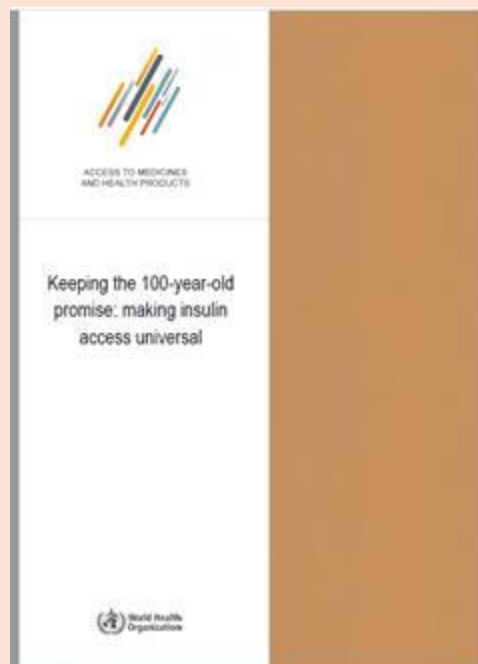 ACCESS TO MEDICINES
AND HEALTH PRODUCTS
Keeping the 100-year-old
promise: making insulin
access universal
World Health
Organization